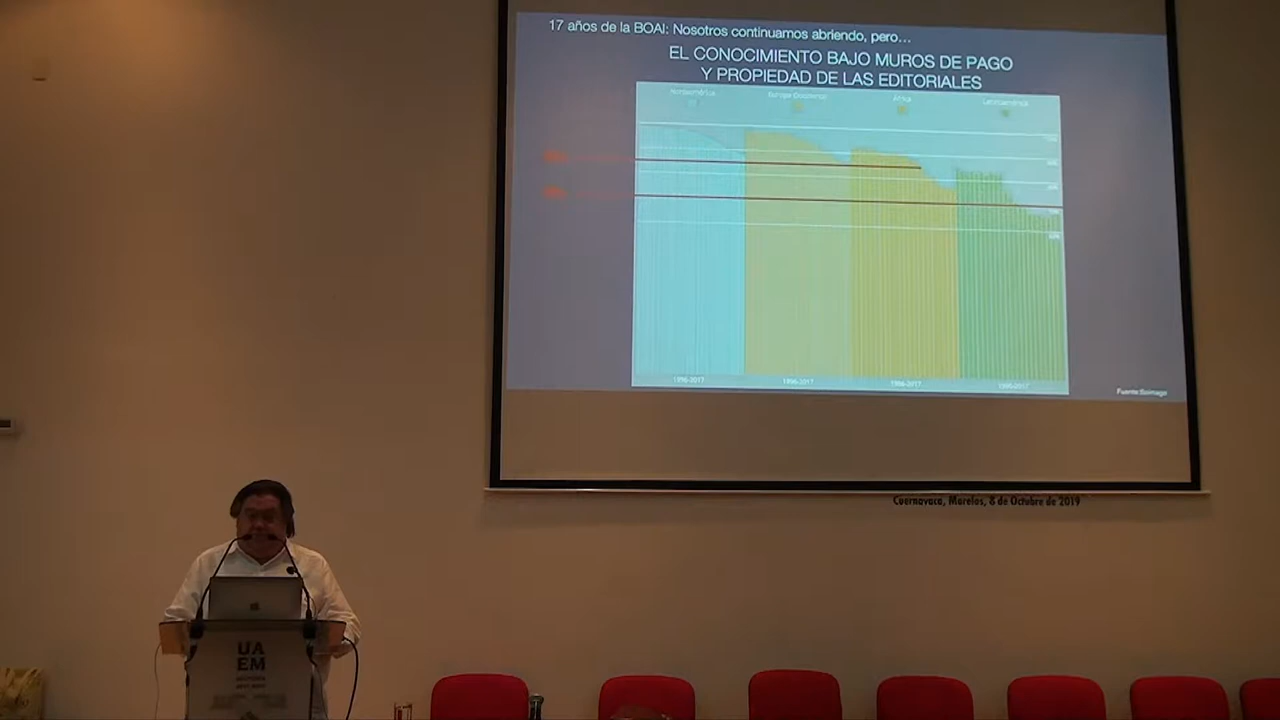 17 años de la BOAI: Nosotros continuamos abriendo, pero...
EL CONOCIMIENTO BAJO MUROS DE PAGO
Y PROPIEDAD DE LAS EDITORIALES
Norteamérica
Europa Occidental
África
Latinoamérica
1996-2017
1996-2017
1996-2017
1996-2017
Fuente:Scimago
Cuernavaca, Morelos, 8 de Octubre de 2019
UA
EM